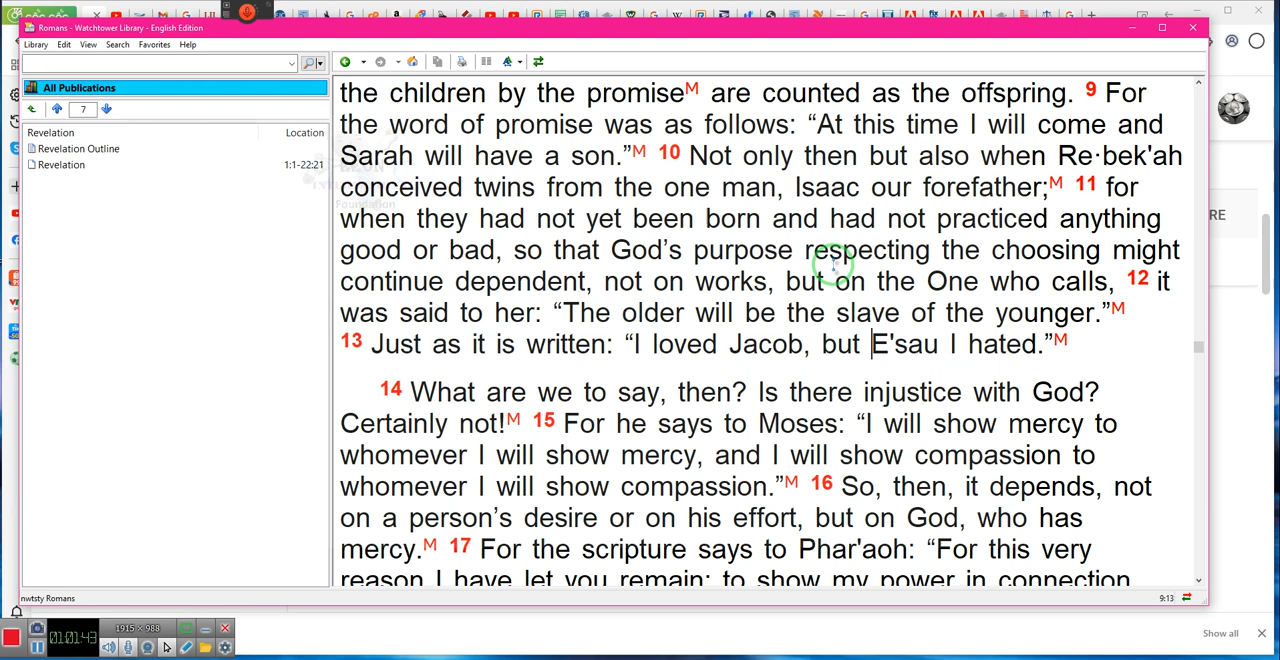 Romans - Watchtower Library - English Edition
Library Edit View Search Favorites Help
All Publications
7
Revelation Location
Revelation Outline
Revelation 1:1-22:21
the children by the promiseM are counted as the offspring. 9 For
the word of promise was as follows: “At this time I will come and
Sarah will have a son.”M 10 Not only then but also when Re·bek'ah
conceived twins from the one man, Isaac our forefather;M 11 for
when they had not yet been born and had not practiced anything
good or bad, so that God’s purpose respecting the choosing might
continue dependent, not on works, but on the One who calls, 12 it
was said to her: “The older will be the slave of the younger.”M
13 Just as it is written: “I loved Jacob, but E'sau I hated.”M
14 What are we to say, then? Is there injustice with God?
Certainly not!M 15 For he says to Moses: “I will show mercy to
whomever I will show mercy, and I will show compassion to
whomever I will show compassion.”M 16 So, then, it depends, not
on a person’s desire or on his effort, but on God, who has
mercy.M 17 For the scripture says to Phar'aoh: “For this very
reason I have let you remain: to show my power in connection
Foundation
RE
nwtsty Romans 9:13
1915 × 988
01:01:43
Show all